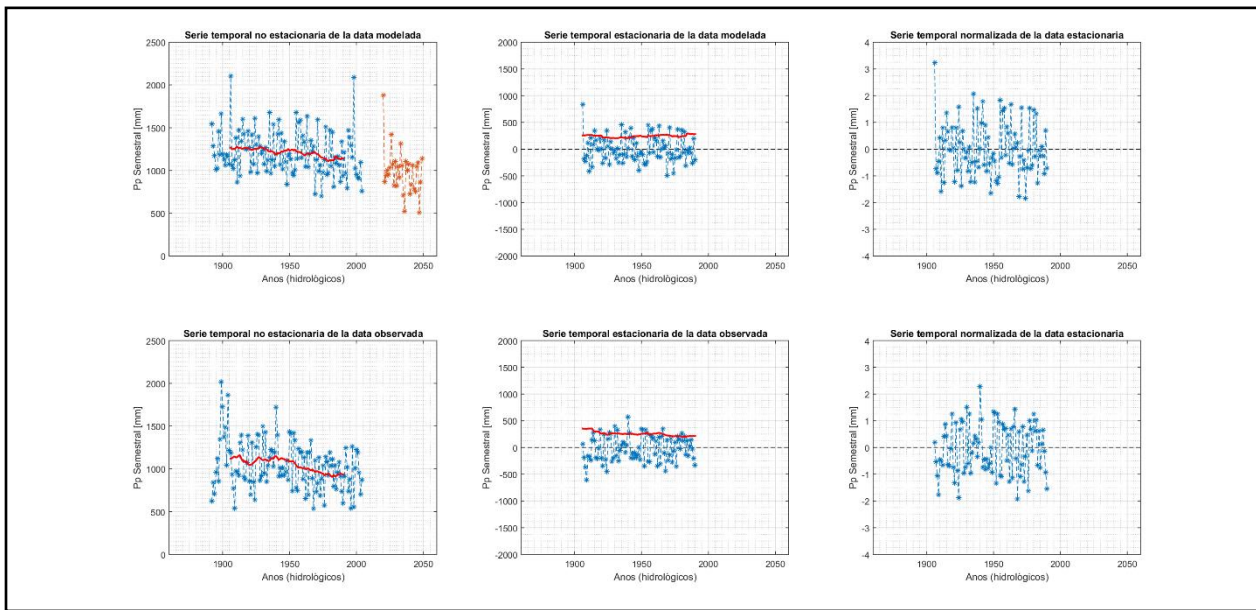 Serie temporal no estacionaria de la data modelada
2500
2000
1500
1000
500
0
Pp Semestral [mm]
1900 1950 2000 2050
Anos (hidrològicos)
Serie temporal estacionaria de la data modelada
2000
1500
1000
500
0
-500
-1000
-1500
-2000
Pp Semestral [mm]
1900 1950 2000 2050
Anos (hidrològicos)
Serie temporal normalizada de la data estacionaria
4
3
2
1
0
-1
-2
-3
-4
Pp Semestral [mm]
1900 1950 2000 2050
Anos (hidrològicos)
Serie temporal no estacionaria de la data observada
2500
2000
1500
1000
500
0
Pp Semestral [mm]
1900 1950 2000 2050
Anos (hidrològicos)
Serie temporal estacionaria de la data observada
2000
1500
1000
500
0
-500
-1000
-1500
-2000
Pp Semestral [mm]
1900 1950 2000 2050
Anos (hidrològicos)
Serie temporal normalizada de la data estacionaria
4
3
2
1
0
-1
-2
-3
-4
Pp Semestral [mm]
1900 1950 2000 2050
Anos (hidrològicos)